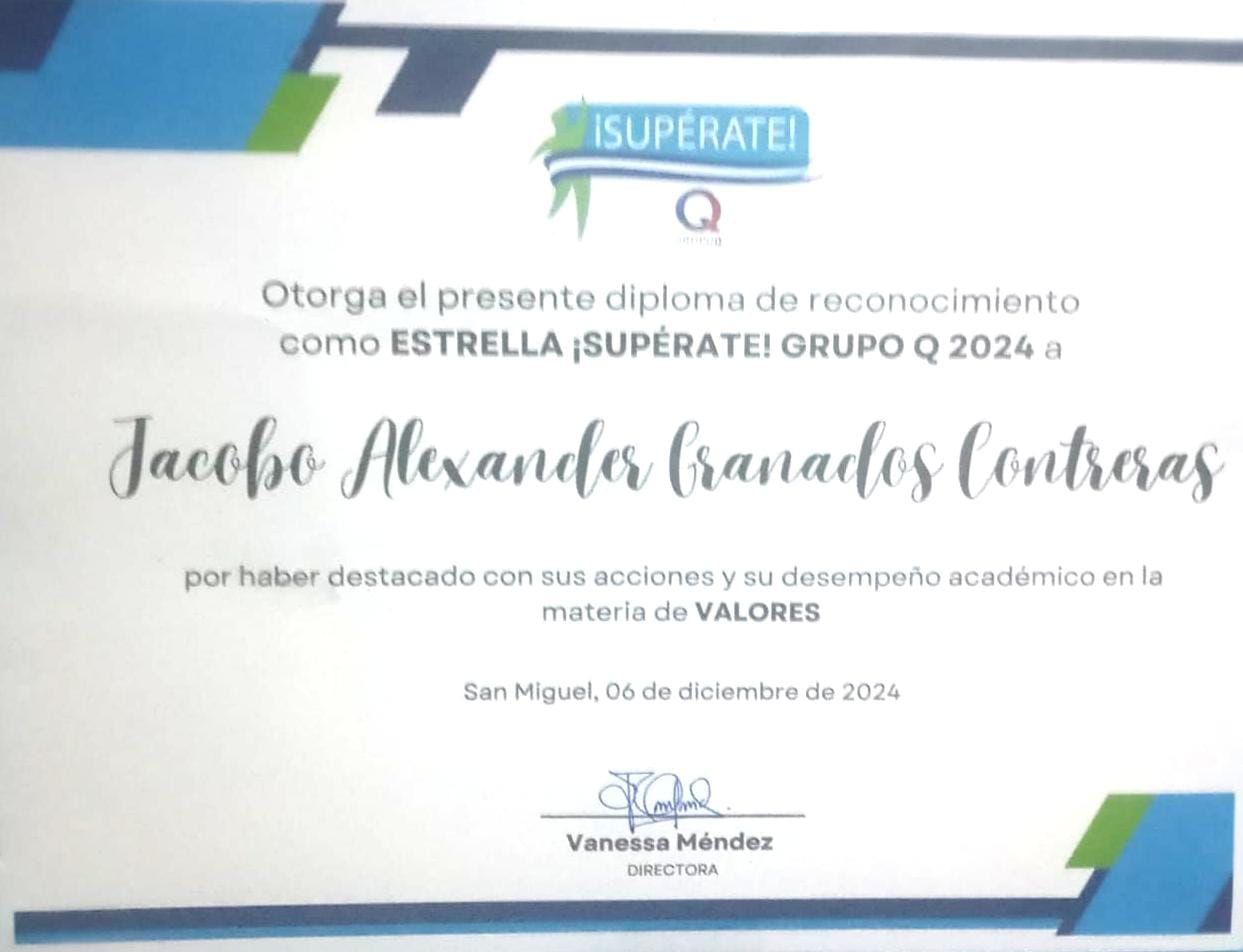 ¡SUPÉRATE!
Q
Otorga el presente diploma de reconocimiento
como ESTRELLA ¡SUPÉRATE! GRUPO Q 2024 a
Jacobo Alexander Granados Contreras
por haber destacado con sus acciones y su desempeño académico en la
materia de VALORES
San Miguel, 06 de diciembre de 2024
Vanessa Méndez
DIRECTORA